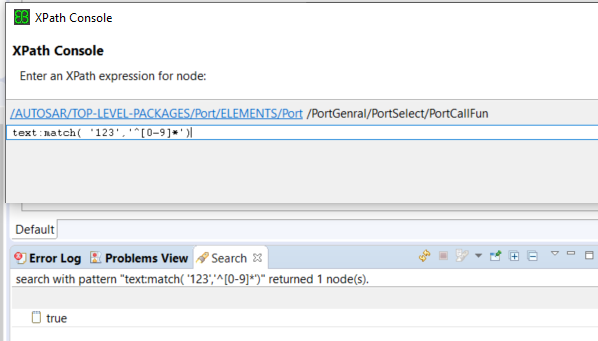 XPath Console
XPath Console
Enter an XPath expression for node:
/AUTOSAR/TOP-LEVEL-PACKAGES/Port/ELEMENTS/Port /PortGenral/PortSelect/PortCallFun
text:match( '123','^[0-9]*')
Default
Error Log Problems View Search
search with pattern "text:match( '123','^[0-9]*')" returned 1 node(s).
true